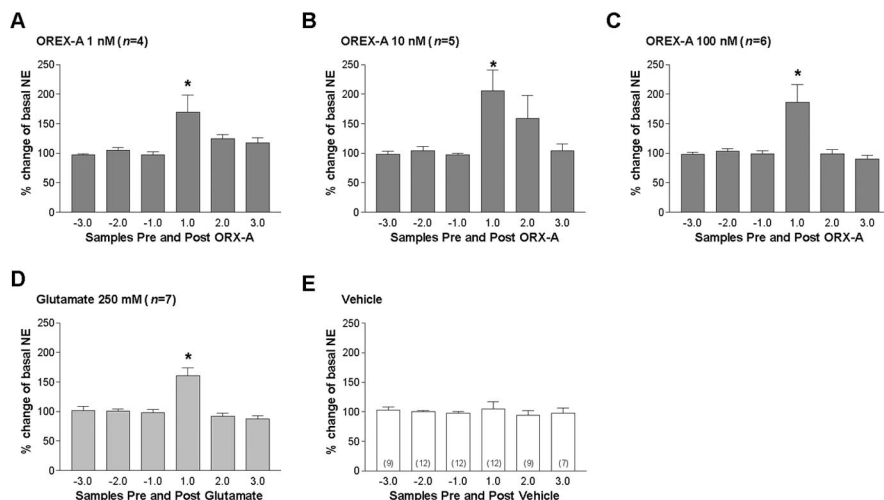 A
OREX-A 1 nM (n=4)
% change of basal NE
250
200
150
100
50
0
*
-3.0 -2.0 -1.0 1.0 2.0 3.0
Samples Pre and Post ORX-A
B
OREX-A 10 nM (n=5)
% change of basal NE
250
200
150
100
50
0
*
-3.0 -2.0 -1.0 1.0 2.0 3.0
Samples Pre and Post ORX-A
C
OREX-A 100 nM (n=6)
% change of basal NE
250
200
150
100
50
0
*
-3.0 -2.0 -1.0 1.0 2.0 3.0
Samples Pre and Post ORX-A
D
Glutamate 250 mM ( n=7)
% change of basal NE
250
200
150
100
50
0
*
-3.0 -2.0 -1.0 1.0 2.0 3.0
Samples Pre and Post Glutamate
E
Vehicle
% change of basal NE
250
200
150
100
50
0
(9) (12) (12) (12) (9) (7)
-3.0 -2.0 -1.0 1.0 2.0 3.0
Samples Pre and Post Vehicle